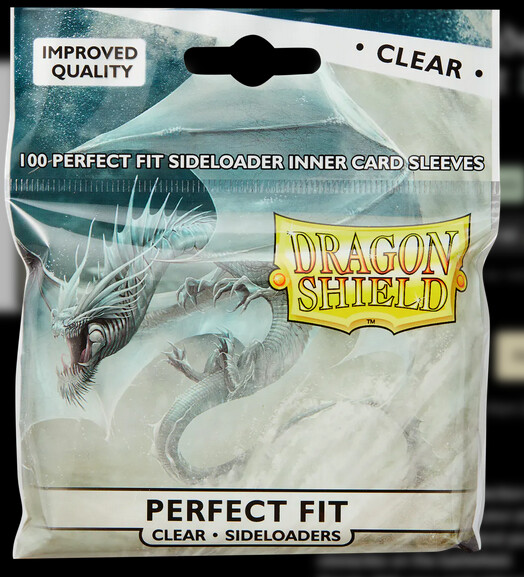 IMPROVED
QUALITY
• CLEAR •
100 PERFECT FIT SIDELOADER INNER CARD SLEEVES
DRAGON
SHIELD
™
PERFECT FIT
CLEAR • SIDELOADERS